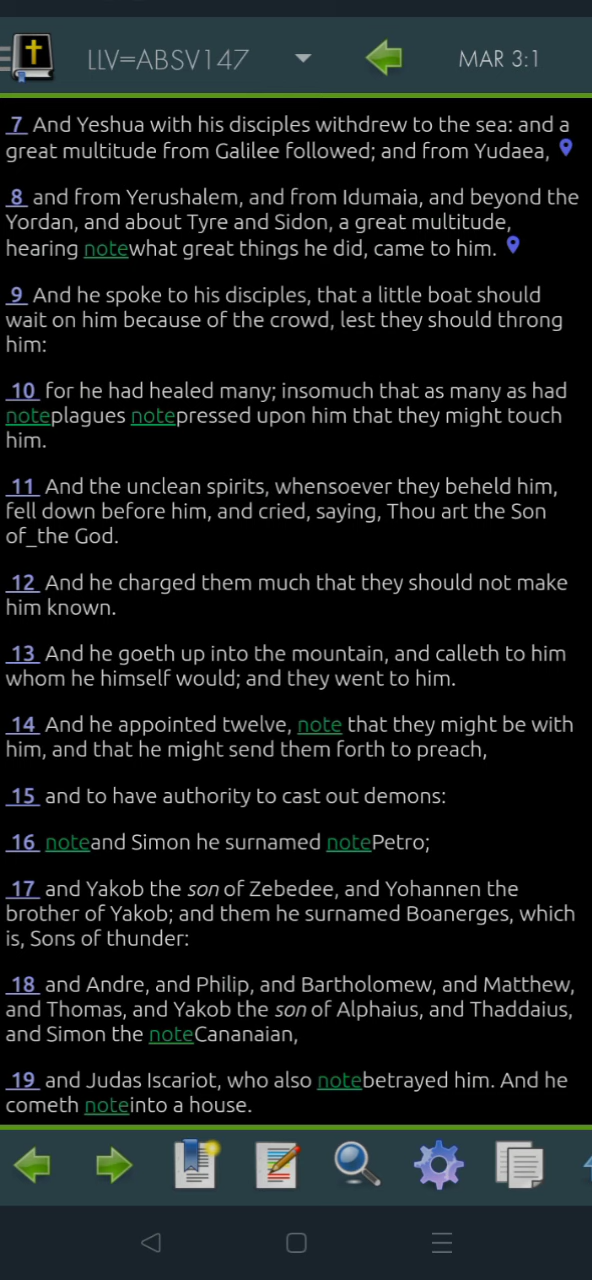 LLV=ABSV147 MAR 3:1
7 And Yeshua with his disciples withdrew to the sea: and a
great multitude from Galilee followed; and from Yudaea,
8 and from Yerushalem, and from Idumaia, and beyond the
Yordan, and about Tyre and Sidon, a great multitude,
hearing notewhat great things he did, came to him.
9 And he spoke to his disciples, that a little boat should
wait on him because of the crowd, lest they should throng
him:
10 for he had healed many; insomuch that as many as had
noteplagues notepressed upon him that they might touch
him.
11 And the unclean spirits, whensoever they beheld him,
fell down before him, and cried, saying, Thou art the Son
of_the God.
12 And he charged them much that they should not make
him known.
13 And he goeth up into the mountain, and calleth to him
whom he himself would; and they went to him.
14 And he appointed twelve, note that they might be with
him, and that he might send them forth to preach,
15 and to have authority to cast out demons:
16 noteand Simon he surnamed notePetro;
17 and Yakob the son of Zebedee, and Yohannen the
brother of Yakob; and them he surnamed Boanerges, which
is, Sons of thunder:
18 and Andre, and Philip, and Bartholomew, and Matthew,
and Thomas, and Yakob the son of Alphaius, and Thaddaius,
and Simon the noteCananaian,
19 and Judas Iscariot, who also notebetrayed him. And he
cometh noteinto a house.